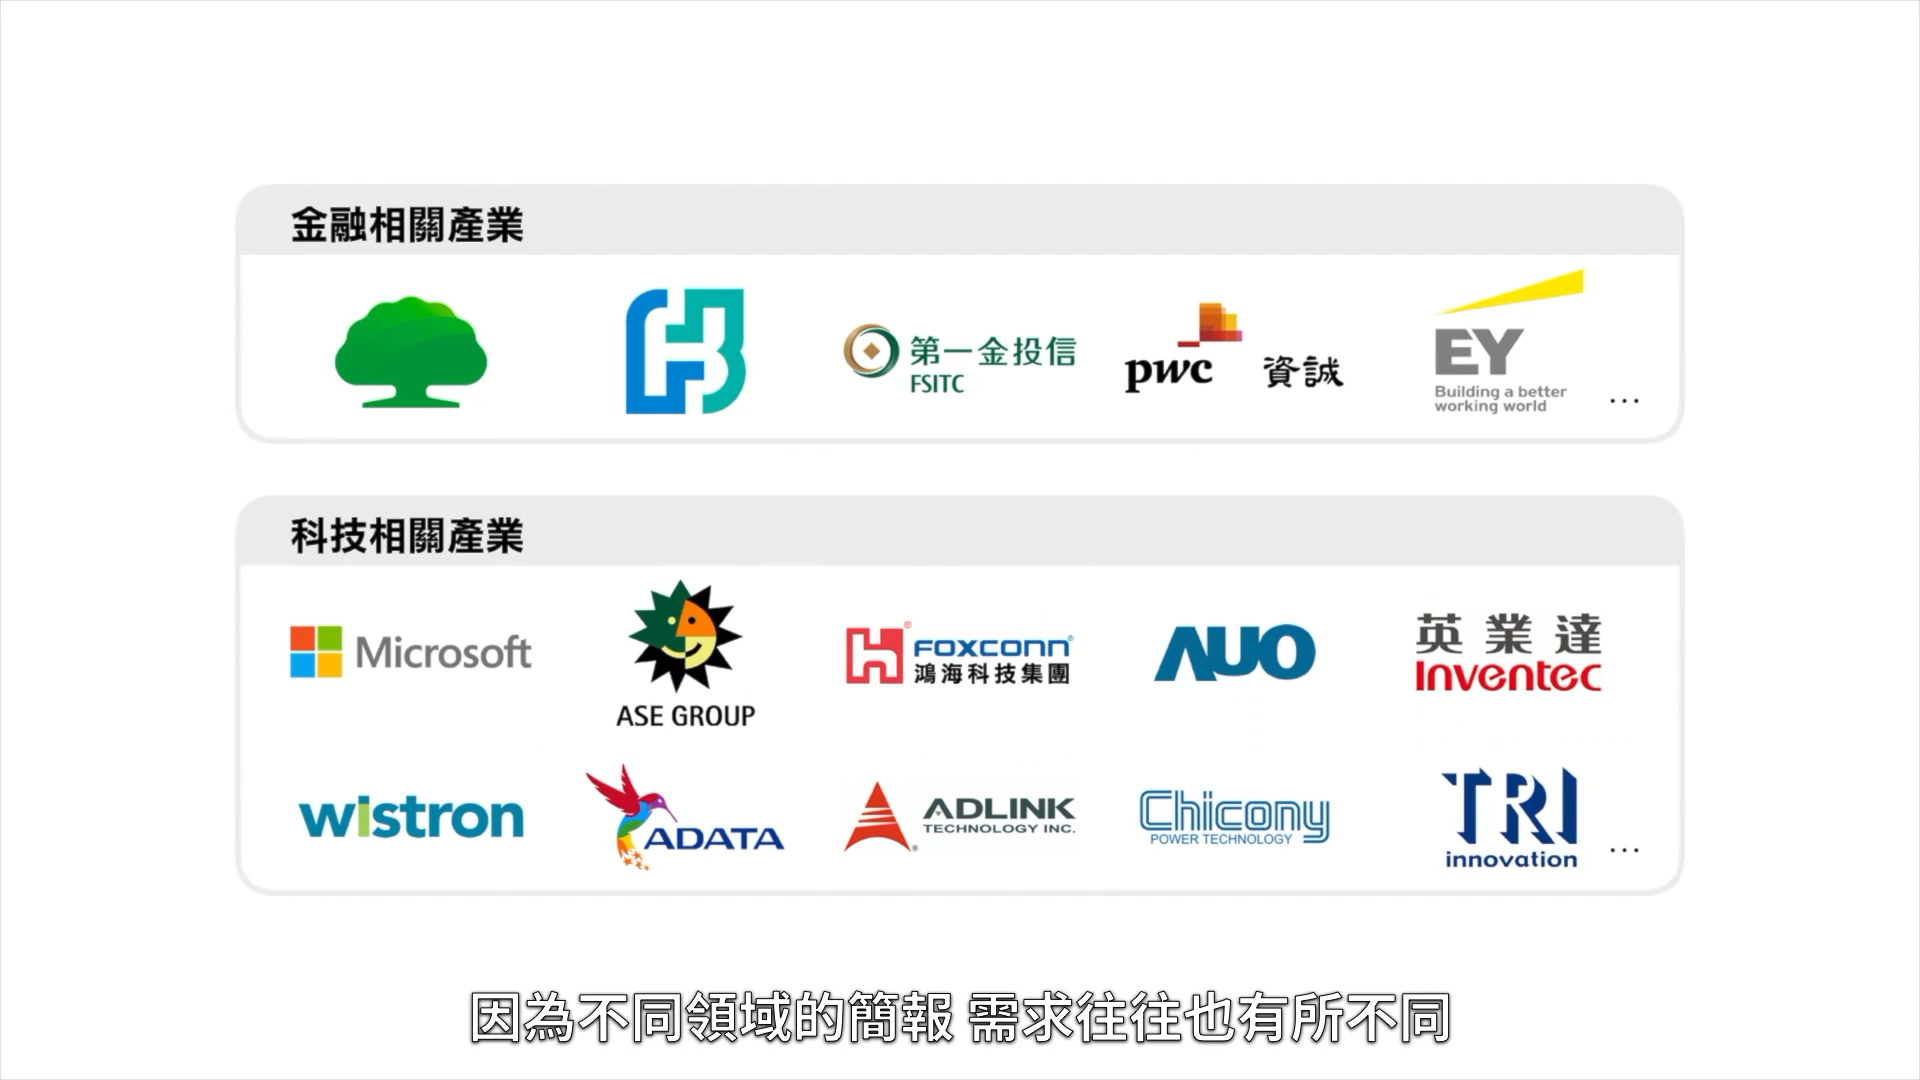 金融相關產業
第一金投信
FSITC
pwc 資誠
EY
Building a better
working world
...
科技相關產業
Microsoft
ASE GROUP
FOXCONN®
鴻海科技集團
AUO
英業達
Inventec
wistron
ADATA
ADLINK
TECHNOLOGY INC.
Chicony
POWER TECHNOLOGY
TRI
innovation
...
因為不同領域的簡報 需求往往也有所不同